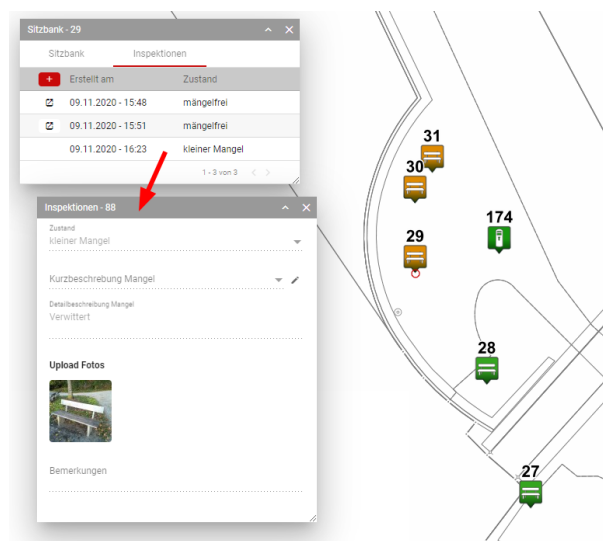 Sitzbank - 29
Sitzbank Inspektionen
+ Erstellt am Zustand
09.11.2020 - 15:48 mängelfrei
09.11.2020 - 15:51 mängelfrei
09.11.2020 - 16:23 kleiner Mangel
1 - 3 von 3
Inspektionen - 88
Zustand
kleiner Mangel
Kurzbeschreibung Mangel
Detailbeschreibung Mangel
Verwittert
Upload Fotos
Bemerkungen
31
30
174
29
28
27